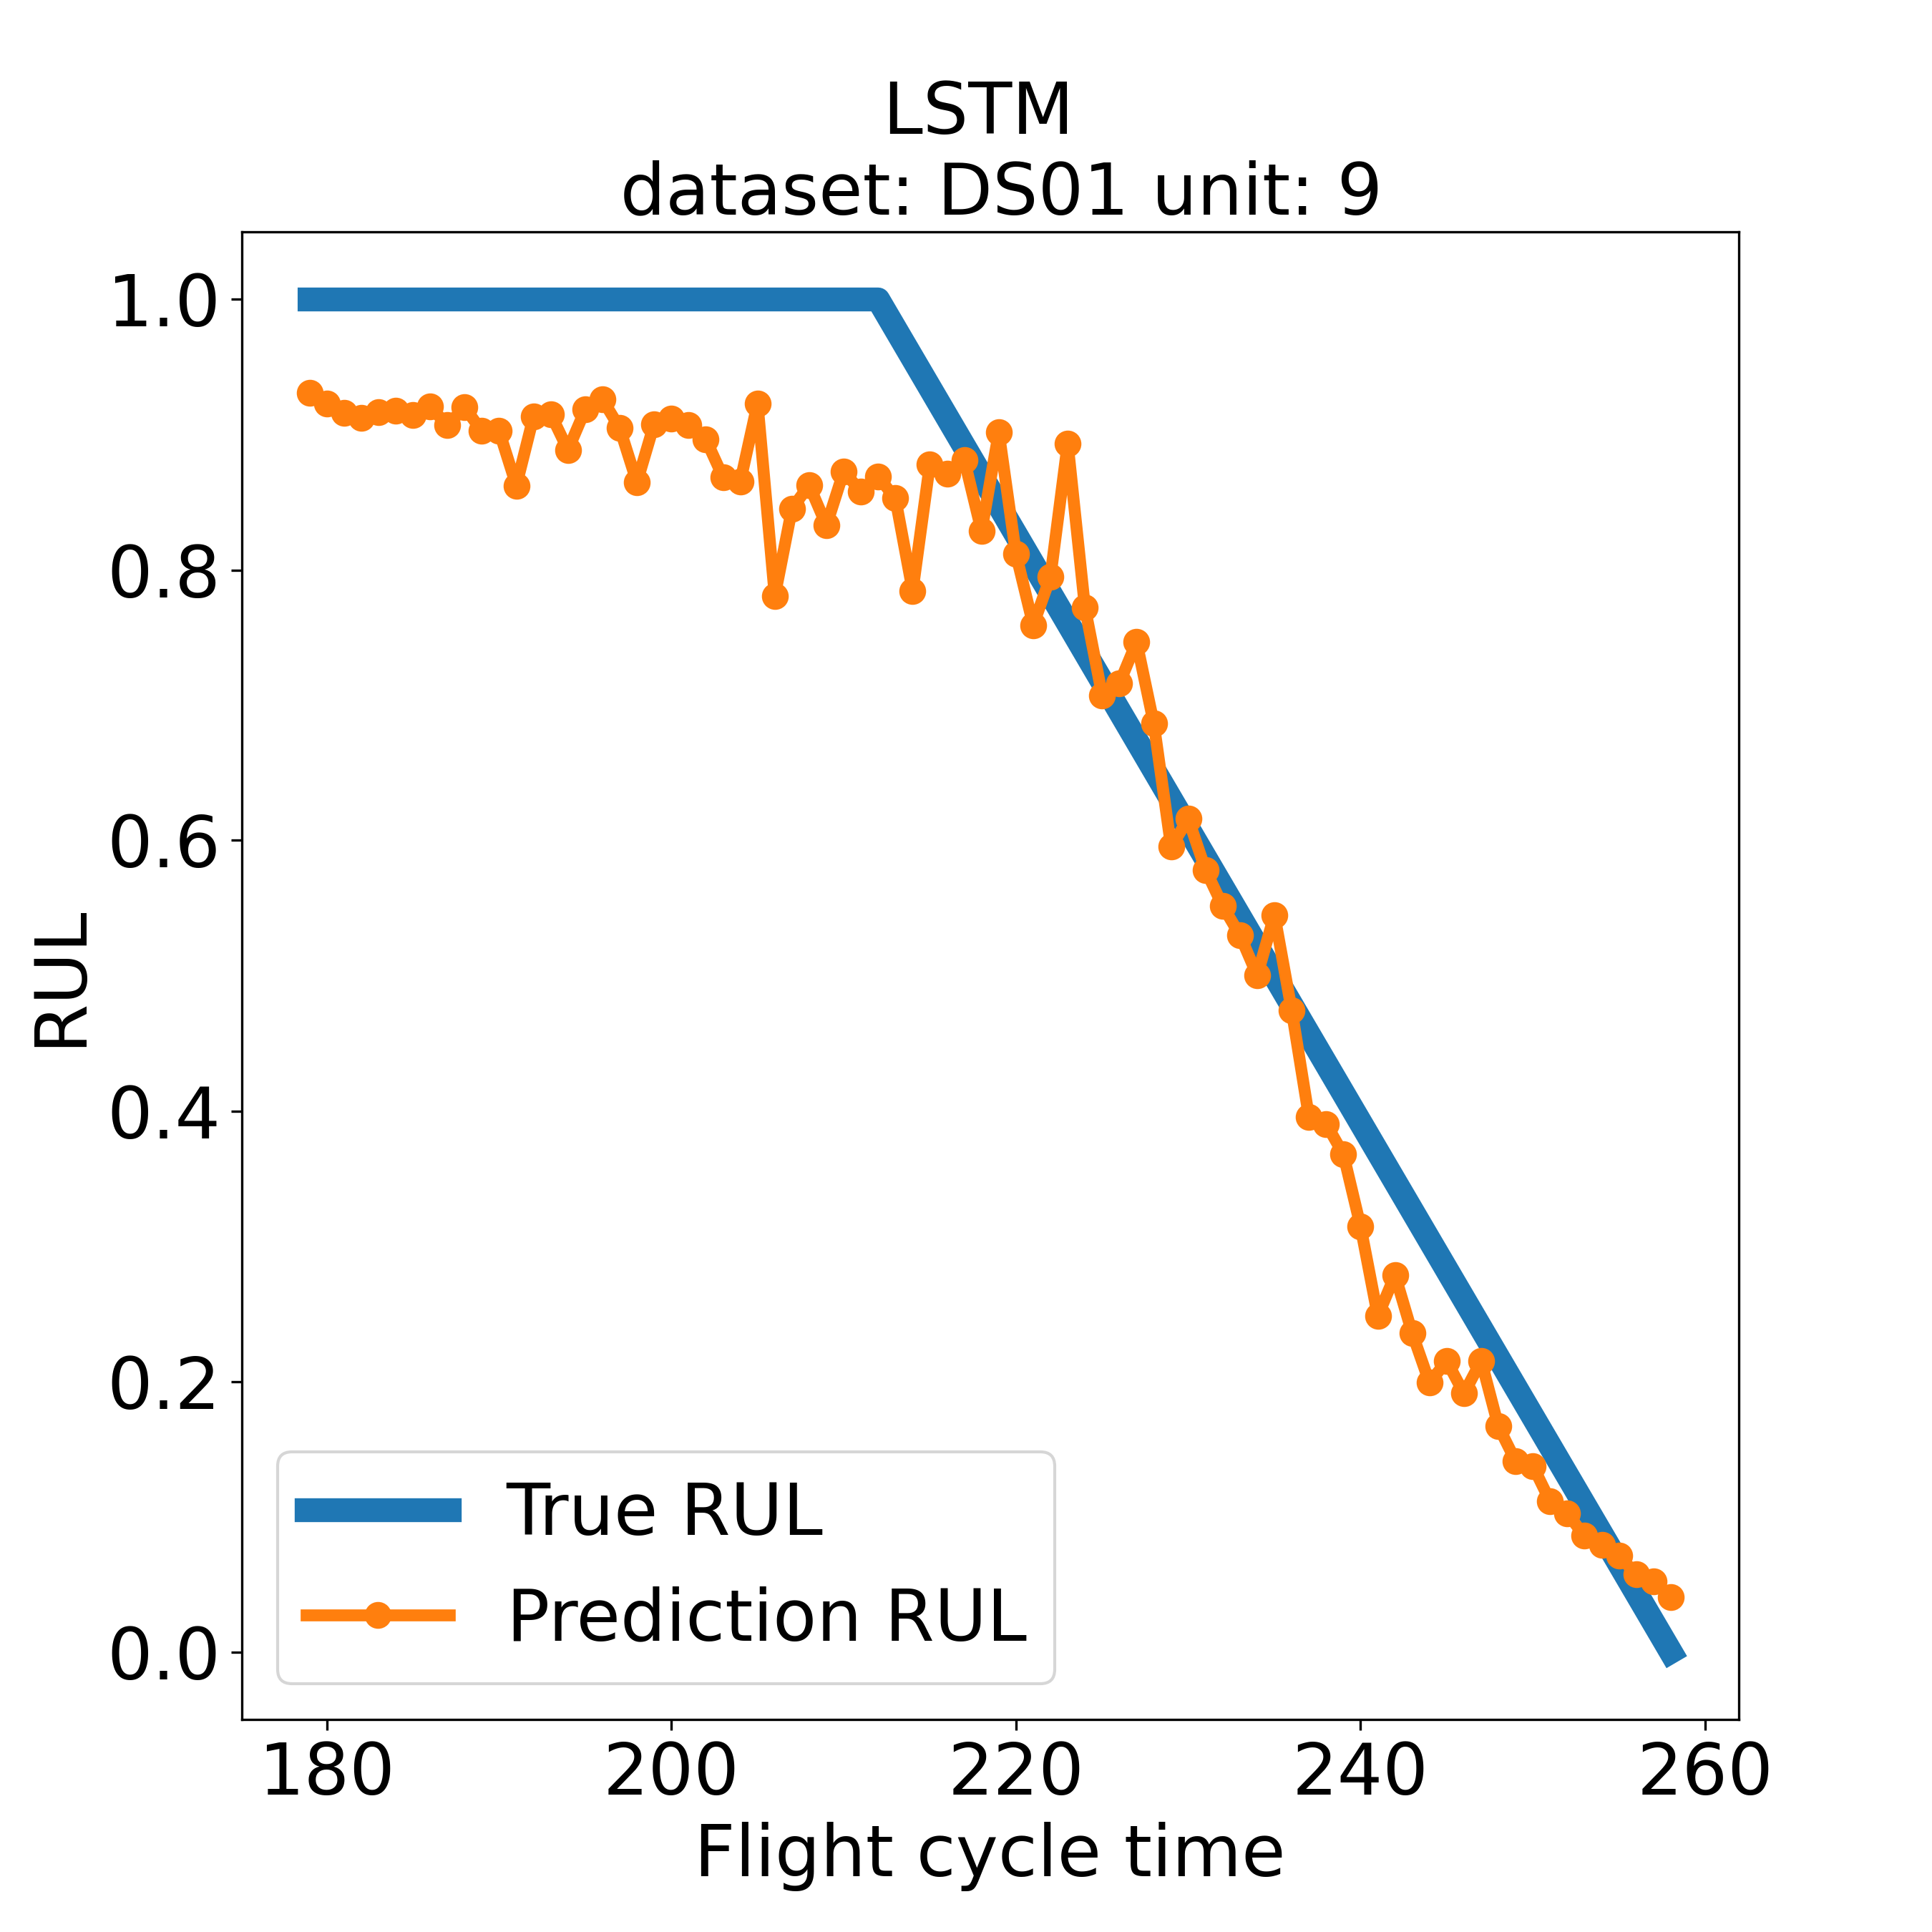 LSTM
dataset: DS01 unit: 9
1.0
0.8
0.6
0.4
0.2
0.0
RUL
True RUL
Prediction RUL
180 200 220 240 260
Flight cycle time